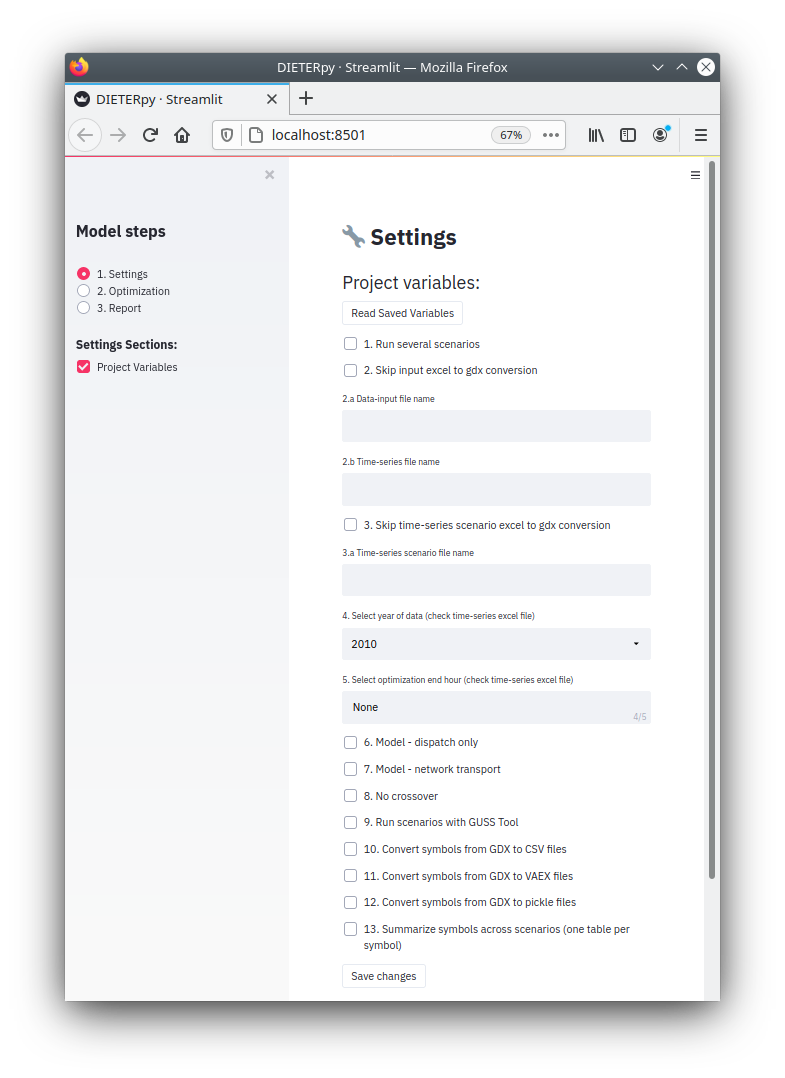 DIETERpy · Streamlit — Mozilla Firefox
DIETERpy · Streamlit
localhost:8501
67%
Model steps
1. Settings
2. Optimization
3. Report
Settings Sections:
Project Variables
Settings
Project variables:
Read Saved Variables
1. Run several scenarios
2. Skip input excel to gdx conversion
2.a Data-input file name
2.b Time-series file name
3. Skip time-series scenario excel to gdx conversion
3.a Time-series scenario file name
4. Select year of data (check time-series excel file)
2010
5. Select optimization end hour (check time-series excel file)
None
4/5
6. Model - dispatch only
7. Model - network transport
8. No crossover
9. Run scenarios with GUSS Tool
10. Convert symbols from GDX to CSV files
11. Convert symbols from GDX to VAEX files
12. Convert symbols from GDX to pickle files
13. Summarize symbols across scenarios (one table per
symbol)
Save changes